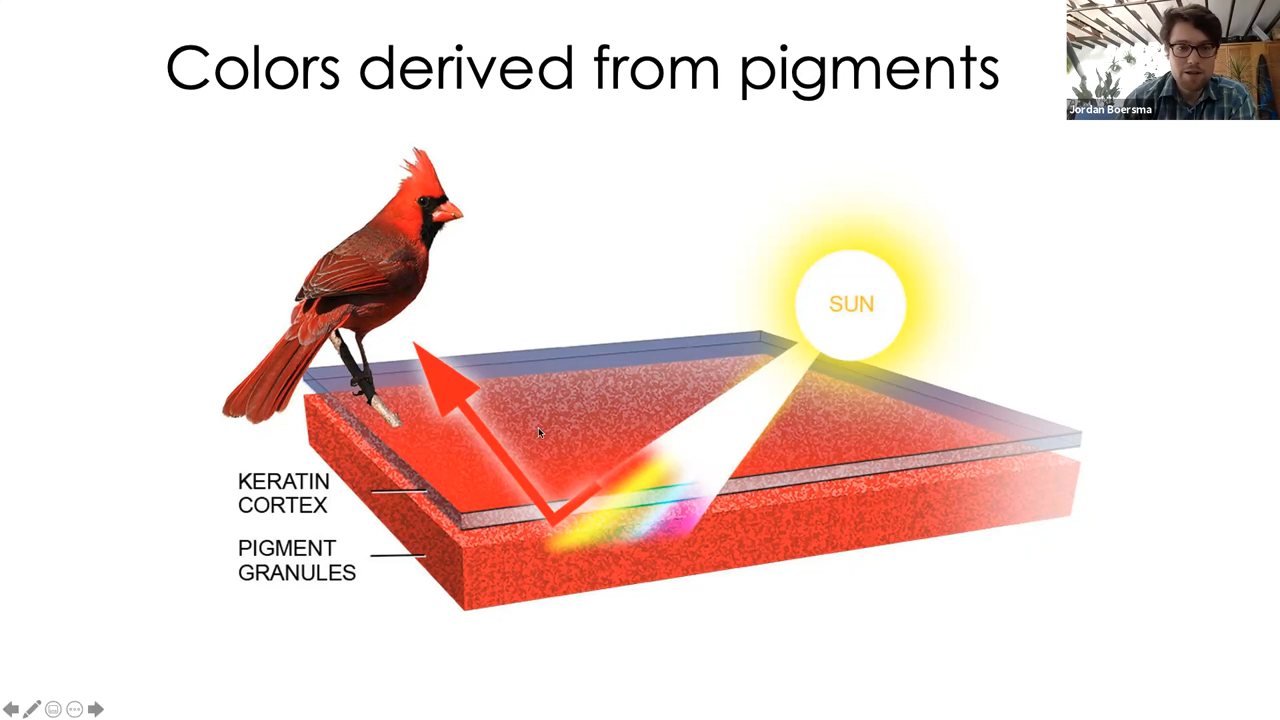 Colors derived from pigments
Jordan Boersma
SUN
KERATIN
CORTEX
PIGMENT
GRANULES